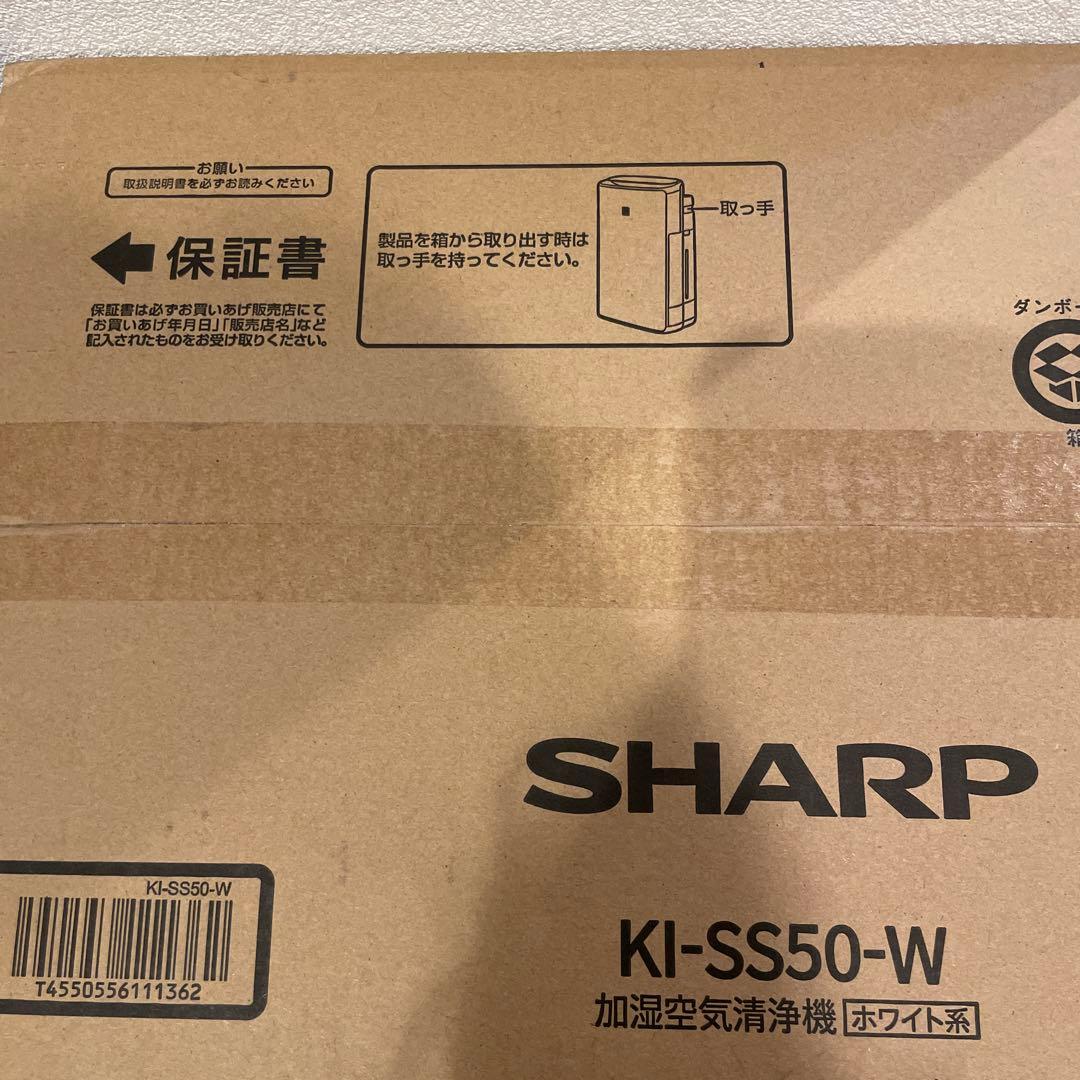 お願い
取扱説明書を必ずお読みください
保証書
保証書は必ずお買いあげ販売店にて
「お買いあげ年月日」「販売店名」など
記入されたものをお受け取りください。
製品を箱から取り出す時は
取っ手を持ってください。
取っ手
ダンボー
箱
SHARP
KI-SS50-W
T4550556111362
KI-SS50-W
加湿空気清浄機 ホワイト系